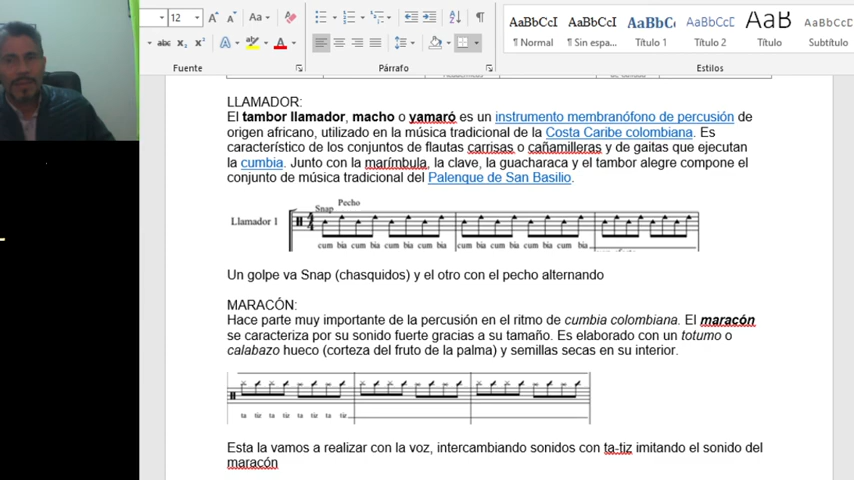 12 A A Aa
abc x₂ x² A A
Fuente
Párrafo
Estilos
AaBbCcI AaBbCcI AaBbC AaBbCcI AaB AaBbCcD
¶ Normal ¶ Sin espa... Título 1 Título 2 Título Subtítulo
LLAMADOR:
El tambor llamador, macho o yamaró es un instrumento membranófono de percusión de
origen africano, utilizado en la música tradicional de la Costa Caribe colombiana. Es
característico de los conjuntos de flautas carrisas o cañamilleras y de gaitas que ejecutan
la cumbia. Junto con la marímbula, la clave, la guacharaca y el tambor alegre compone el
conjunto de música tradicional del Palenque de San Basilio.
Snap Pecho
Llamador 1
cum bia cum bia cum bia cum bia cum bia cum bia cum bia cum bia
Un golpe va Snap (chasquidos) y el otro con el pecho alternando
MARACÓN:
Hace parte muy importante de la percusión en el ritmo de cumbia colombiana. El maracón
se caracteriza por su sonido fuerte gracias a su tamaño. Es elaborado con un totumo o
calabazo hueco (corteza del fruto de la palma) y semillas secas en su interior.
ta tiz ta tiz ta tiz ta tiz
Esta la vamos a realizar con la voz, intercambiando sonidos con ta-tiz imitando el sonido del
maracón